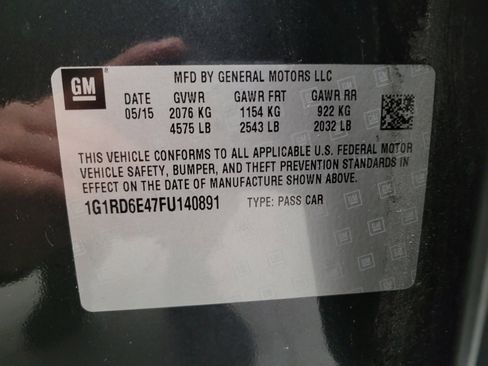 GM
MFD BY GENERAL MOTORS LLC
DATE GVWR GAWR FRT GAWR RR
05/15 2076 KG 1154 KG 922 KG
4575 LB 2543 LB 2032 LB
THIS VEHICLE CONFORMS TO ALL APPLICABLE U.S. FEDERAL MOTOR
VEHICLE SAFETY, BUMPER, AND THEFT PREVENTION STANDARDS IN
EFFECT ON THE DATE OF MANUFACTURE SHOWN ABOVE.
1G1RD6E47FU140891 TYPE: PASS CAR